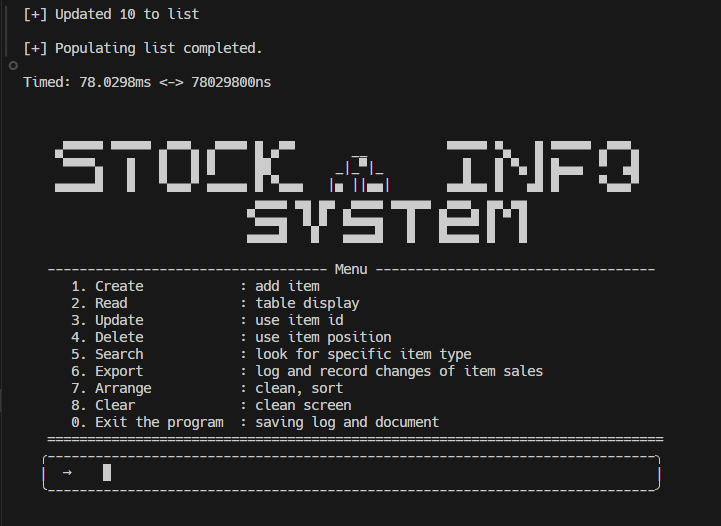 [+] Updated 10 to list
[+] Populating list completed.
Timed: 78.0298ms <-> 78029800ns
STOCK INFO
SYSTEM
---------------------------------- Menu -----------------------------------
1. Create : add item
2. Read : table display
3. Update : use item id
4. Delete : use item position
5. Search : look for specific item type
6. Export : log and record changes of item sales
7. Arrange : clean, sort
8. Clear : clean screen
0. Exit the program : saving log and document
→